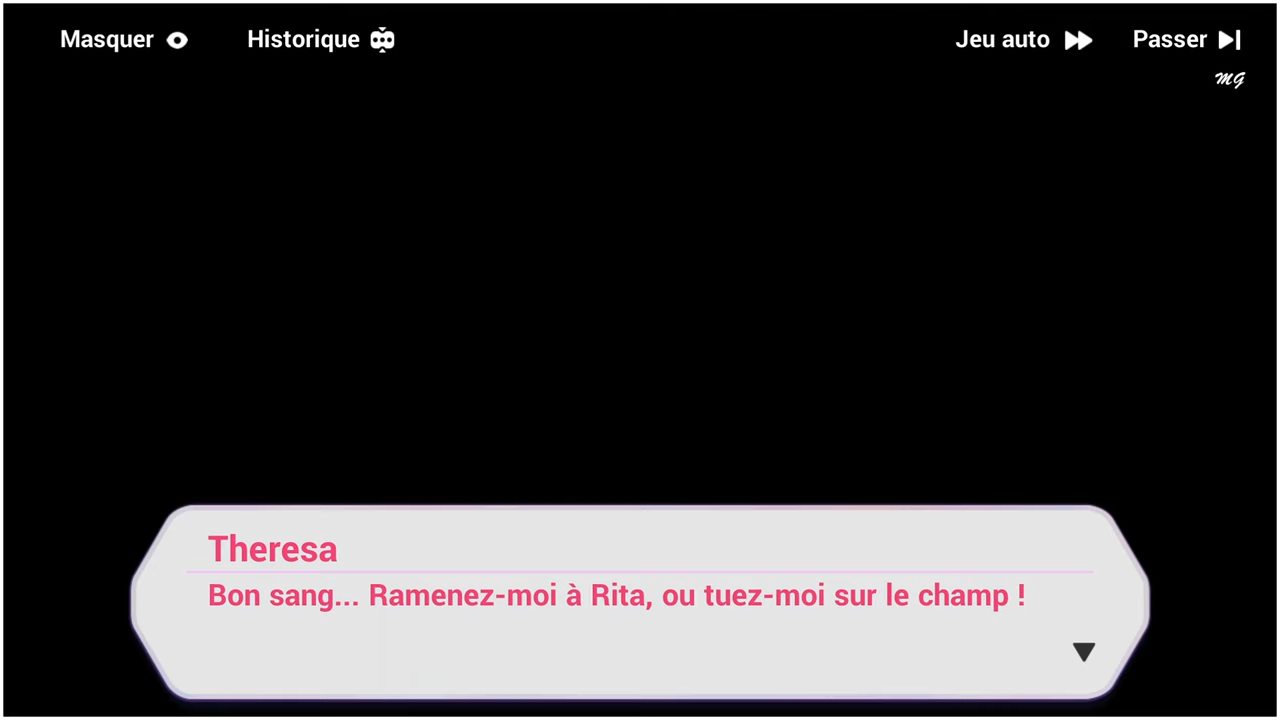 Masquer Historique Jeu auto Passer
MG
Theresa
Bon sang... Ramenez-moi à Rita, ou tuez-moi sur le champ !